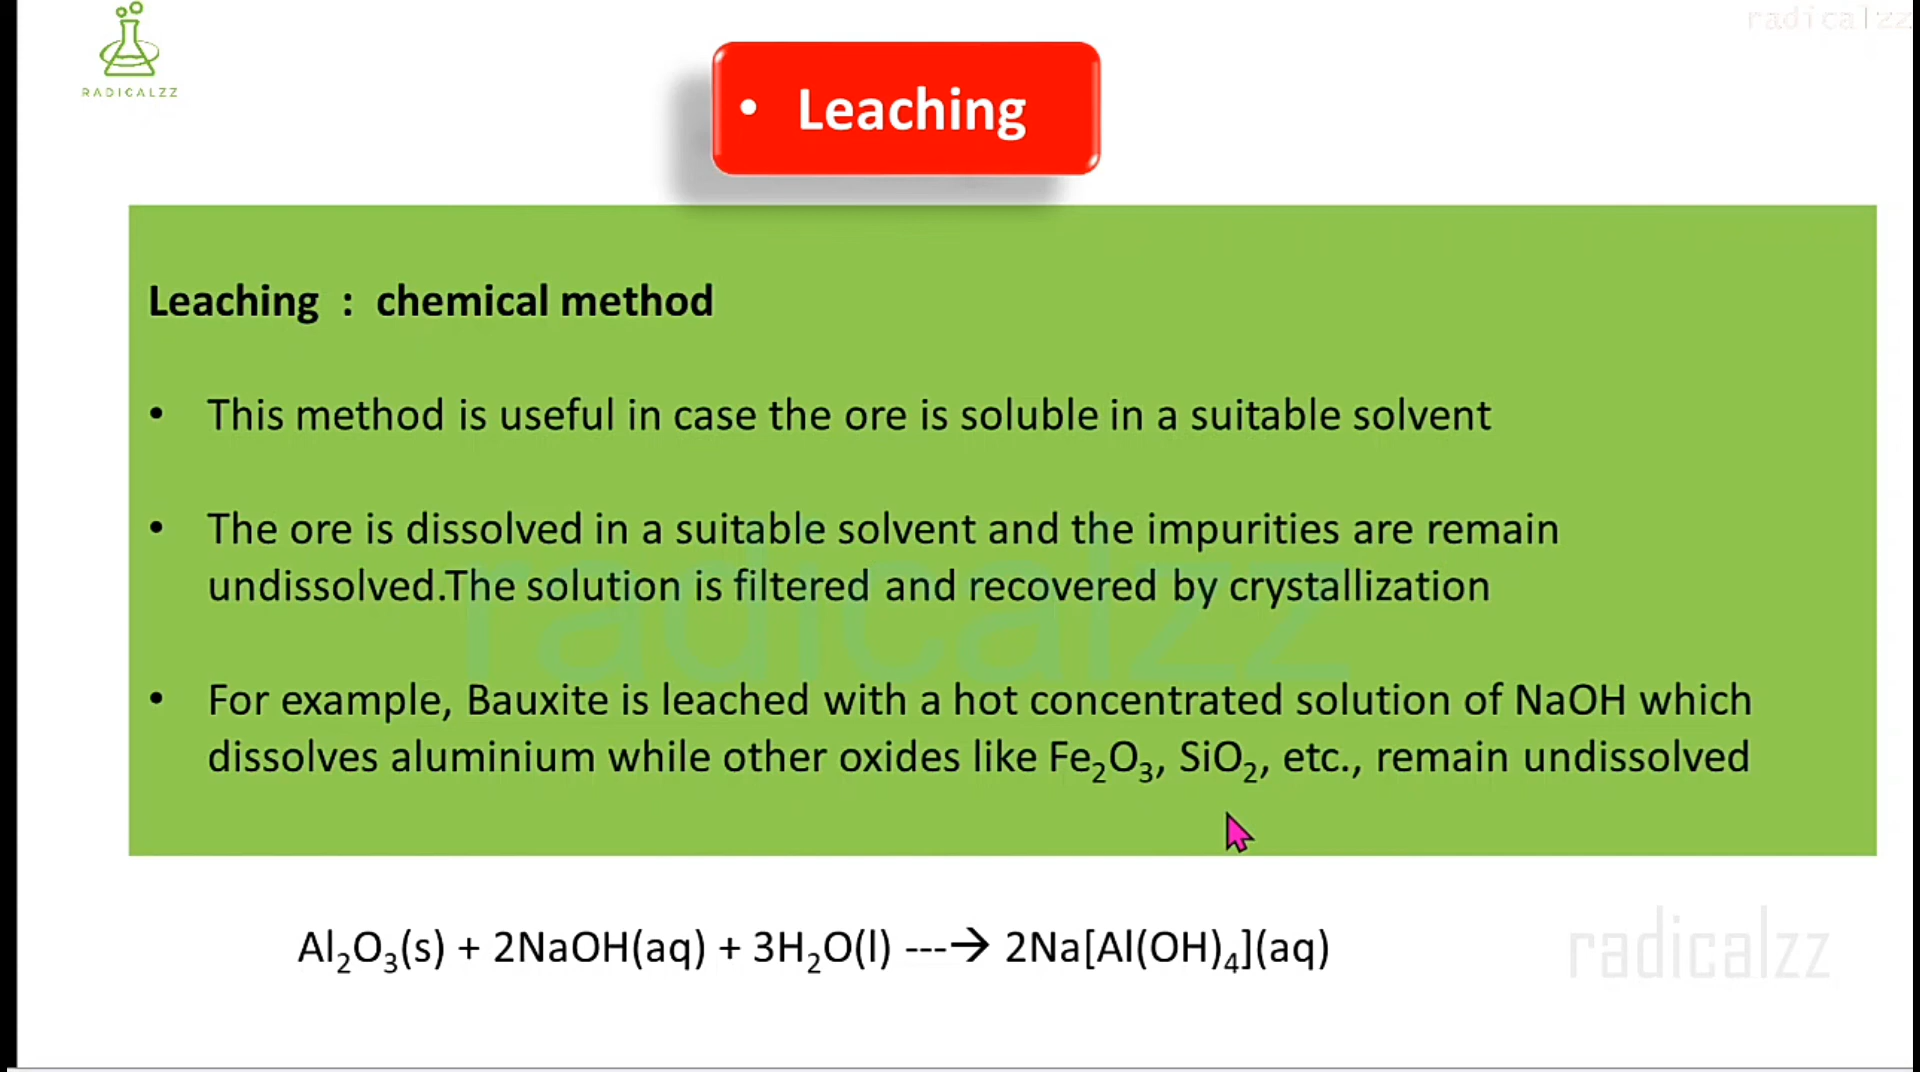 radicalzz
RADICALZZ
• Leaching
Leaching : chemical method
• This method is useful in case the ore is soluble in a suitable solvent
• The ore is dissolved in a suitable solvent and the impurities are remain
undissolved.The solution is filtered and recovered by crystallization
radicalzz
• For example, Bauxite is leached with a hot concentrated solution of NaOH which
dissolves aluminium while other oxides like Fe₂O₃, SiO₂, etc., remain undissolved
Al₂O₃(s) + 2NaOH(aq) + 3H₂O(l) ---→ 2Na[Al(OH)₄](aq)
radicalzz